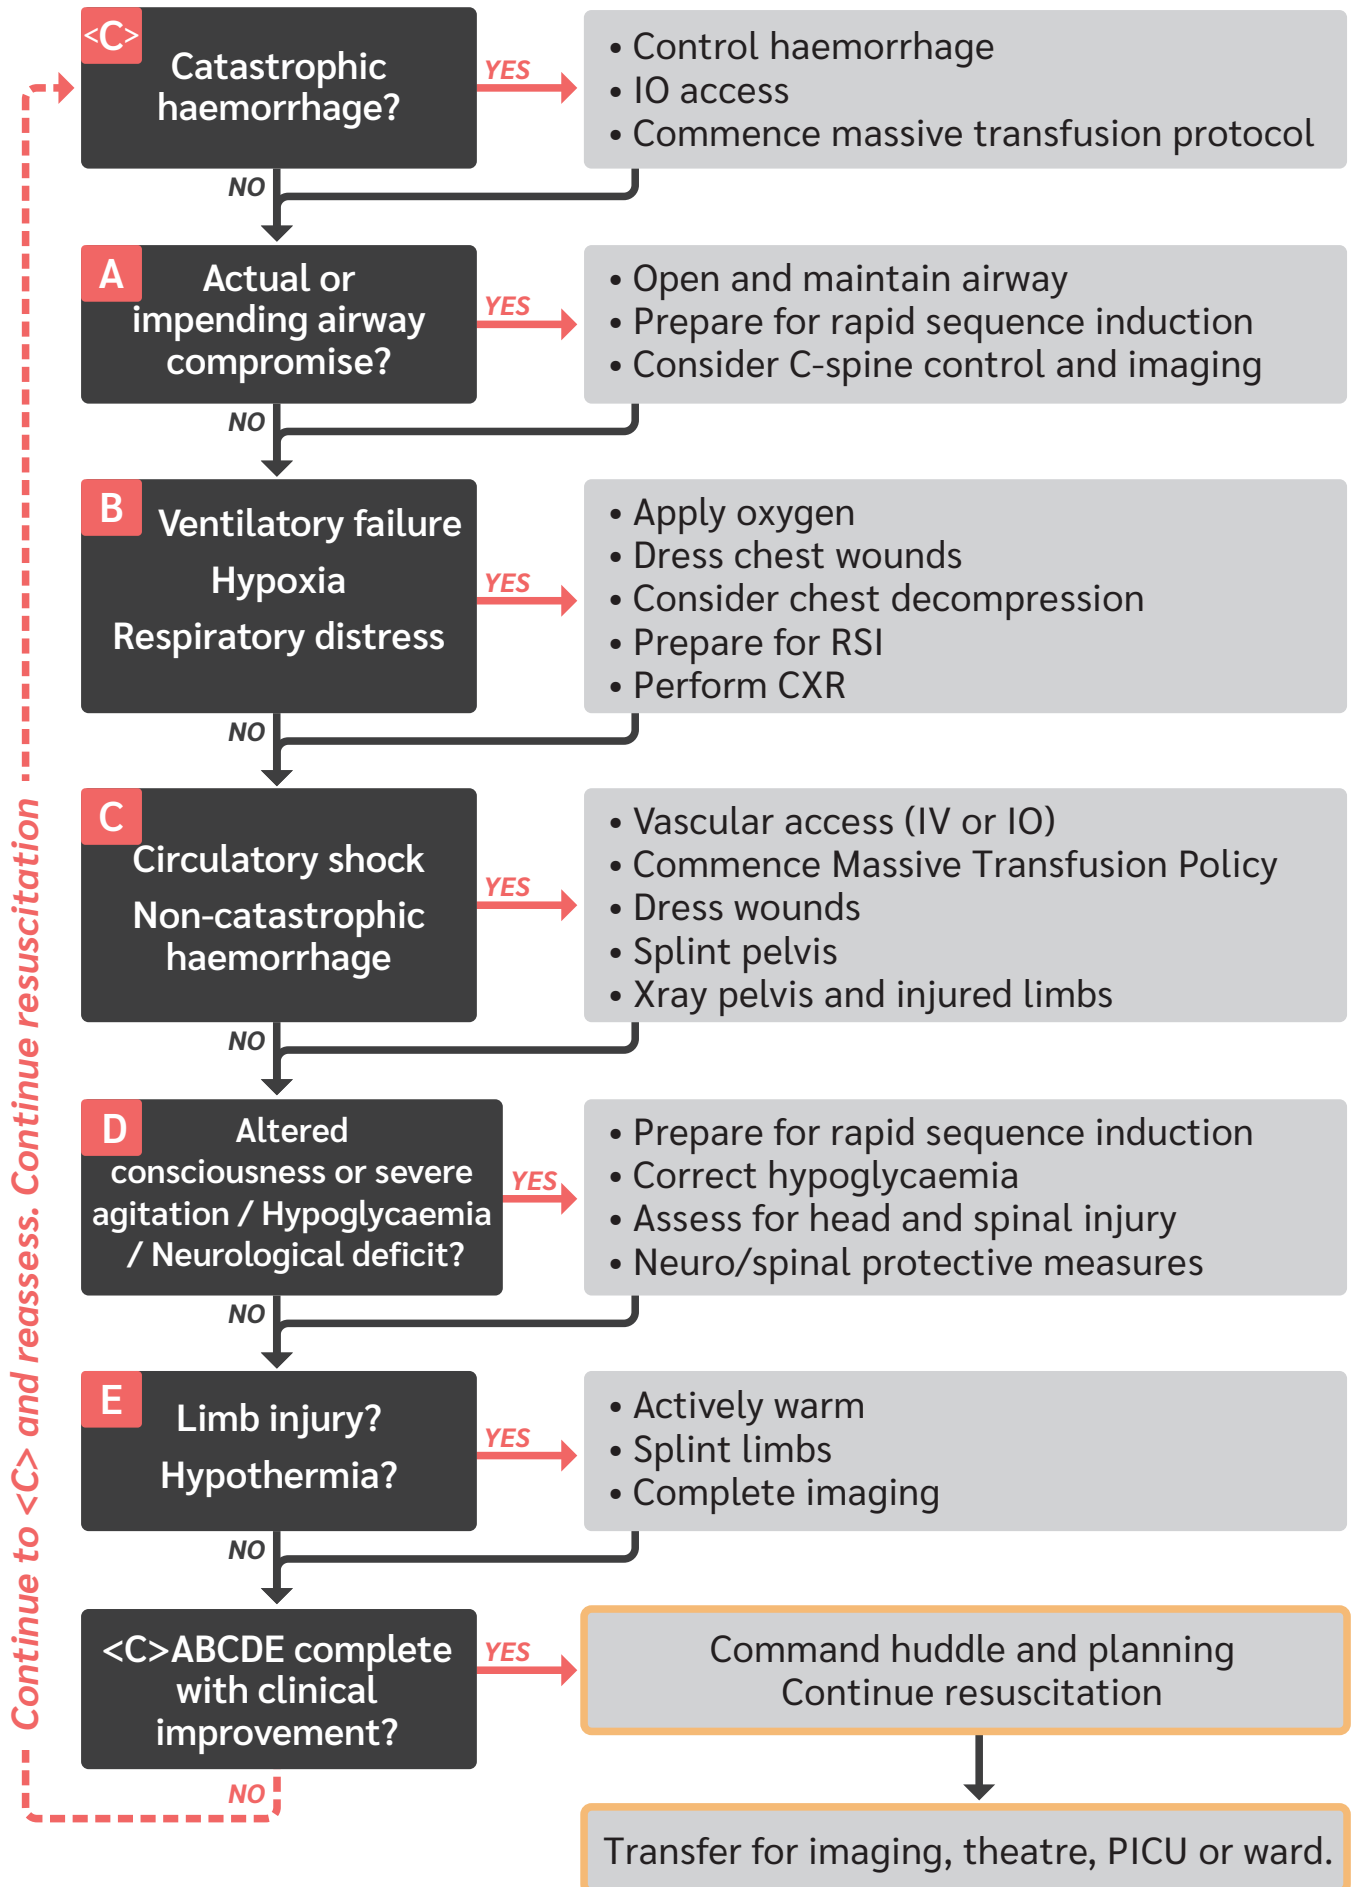 <C>
Catastrophic
haemorrhage?
YES
• Control haemorrhage
• IO access
• Commence massive transfusion protocol
NO
A
Actual or
impending airway
compromise?
YES
• Open and maintain airway
• Prepare for rapid sequence induction
• Consider C-spine control and imaging
NO
B
Ventilatory failure
Hypoxia
Respiratory distress
YES
• Apply oxygen
• Dress chest wounds
• Consider chest decompression
• Prepare for RSI
• Perform CXR
NO
C
Circulatory shock
Non-catastrophic
haemorrhage
YES
• Vascular access (IV or IO)
• Commence Massive Transfusion Policy
• Dress wounds
• Splint pelvis
• Xray pelvis and injured limbs
NO
D
Altered
consciousness or severe
agitation / Hypoglycaemia
/ Neurological deficit?
YES
• Prepare for rapid sequence induction
• Correct hypoglycaemia
• Assess for head and spinal injury
• Neuro/spinal protective measures
NO
E
Limb injury?
Hypothermia?
YES
• Actively warm
• Splint limbs
• Complete imaging
NO
<C>ABCDE complete
with clinical
improvement?
YES
Command huddle and planning
Continue resuscitation
NO
Continue to <C> and reassess. Continue resuscitation
Transfer for imaging, theatre, PICU or ward.